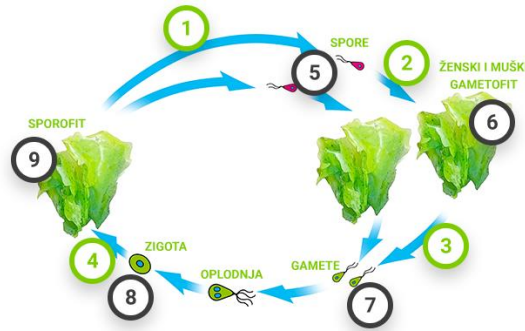 1
SPORE
2
5
ŽENSKI I MUŠK
GAMETOFIT
6
SPOROFIT
9
3
4
ZIGOTA
OPLODNJA
GAMETE
8
7